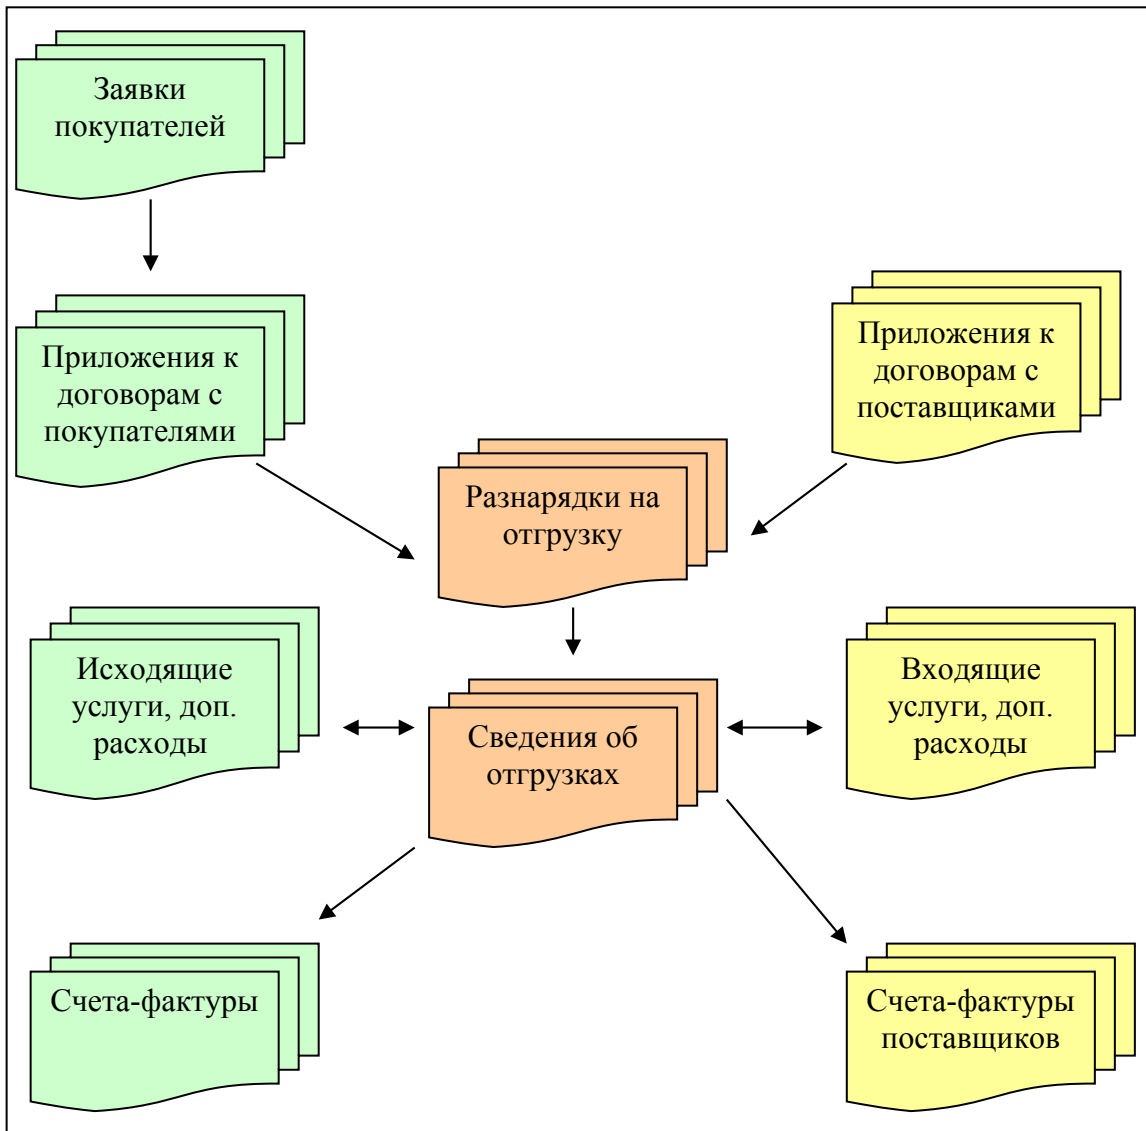 Заявки
покупателей
Приложения к
договорам с
покупателями
Приложения к
договорам с
поставщиками
Разнарядки на
отгрузку
Исходящие
услуги, доп.
расходы
Сведения об
отгрузках
Входящие
услуги, доп.
расходы
Счета-фактуры
Счета-фактуры
поставщиков